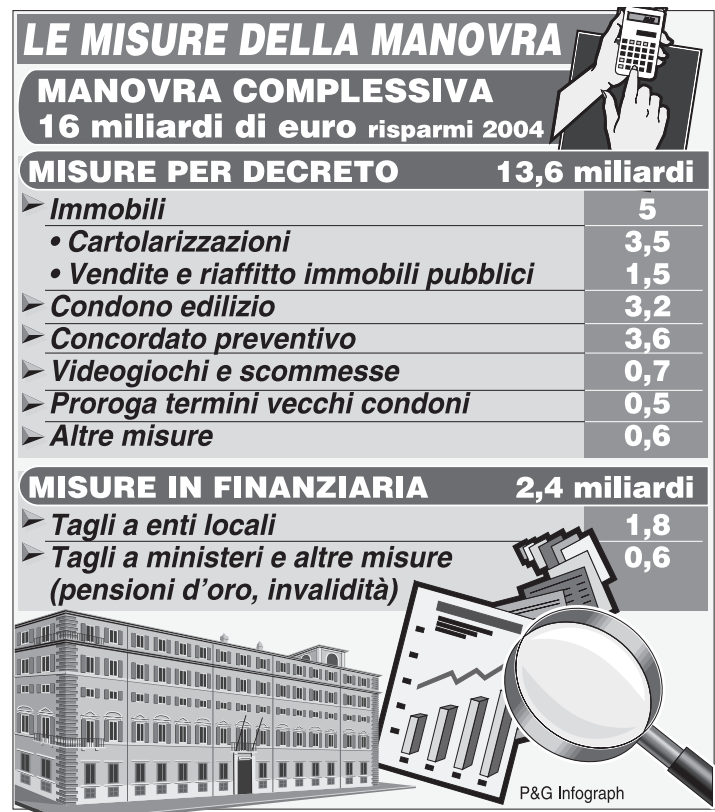 LE MISURE DELLA MANOVRA
MANOVRA COMPLESSIVA
16 miliardi di euro risparmi 2004
MISURE PER DECRETO 13,6 miliardi
Immobili 5
• Cartolarizzazioni 3,5
• Vendite e riaffitto immobili pubblici 1,5
Condono edilizio 3,2
Concordato preventivo 3,6
Videogiochi e scommesse 0,7
Proroga termini vecchi condoni 0,5
Altre misure 0,6
MISURE IN FINANZIARIA 2,4 miliardi
Tagli a enti locali 1,8
Tagli a ministeri e altre misure 0,6
(pensioni d'oro, invalidità)
P&G Infograph